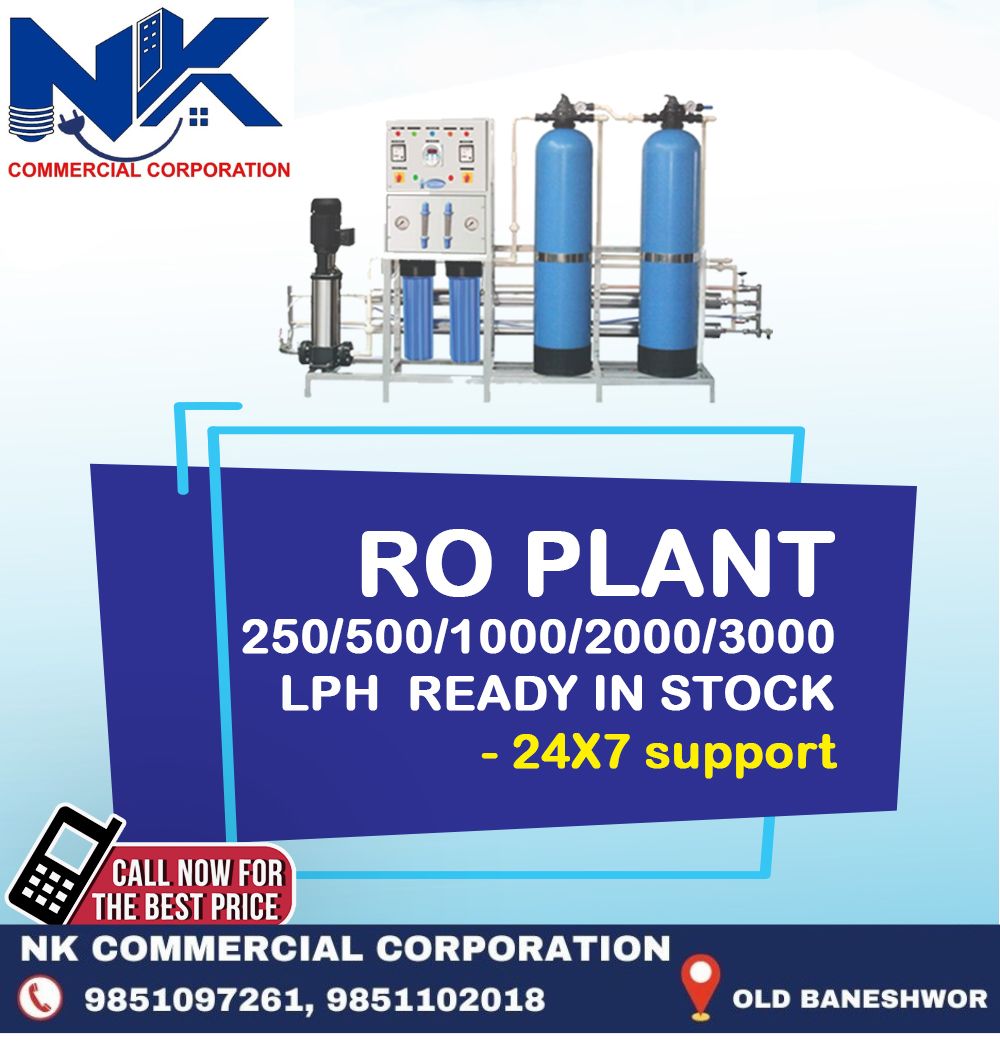 NK
COMMERCIAL CORPORATION
RO PLANT
250/500/1000/2000/3000
LPH READY IN STOCK
- 24X7 support
CALL NOW FOR
THE BEST PRICE
NK COMMERCIAL CORPORATION
9851097261, 9851102018
OLD BANESHWOR